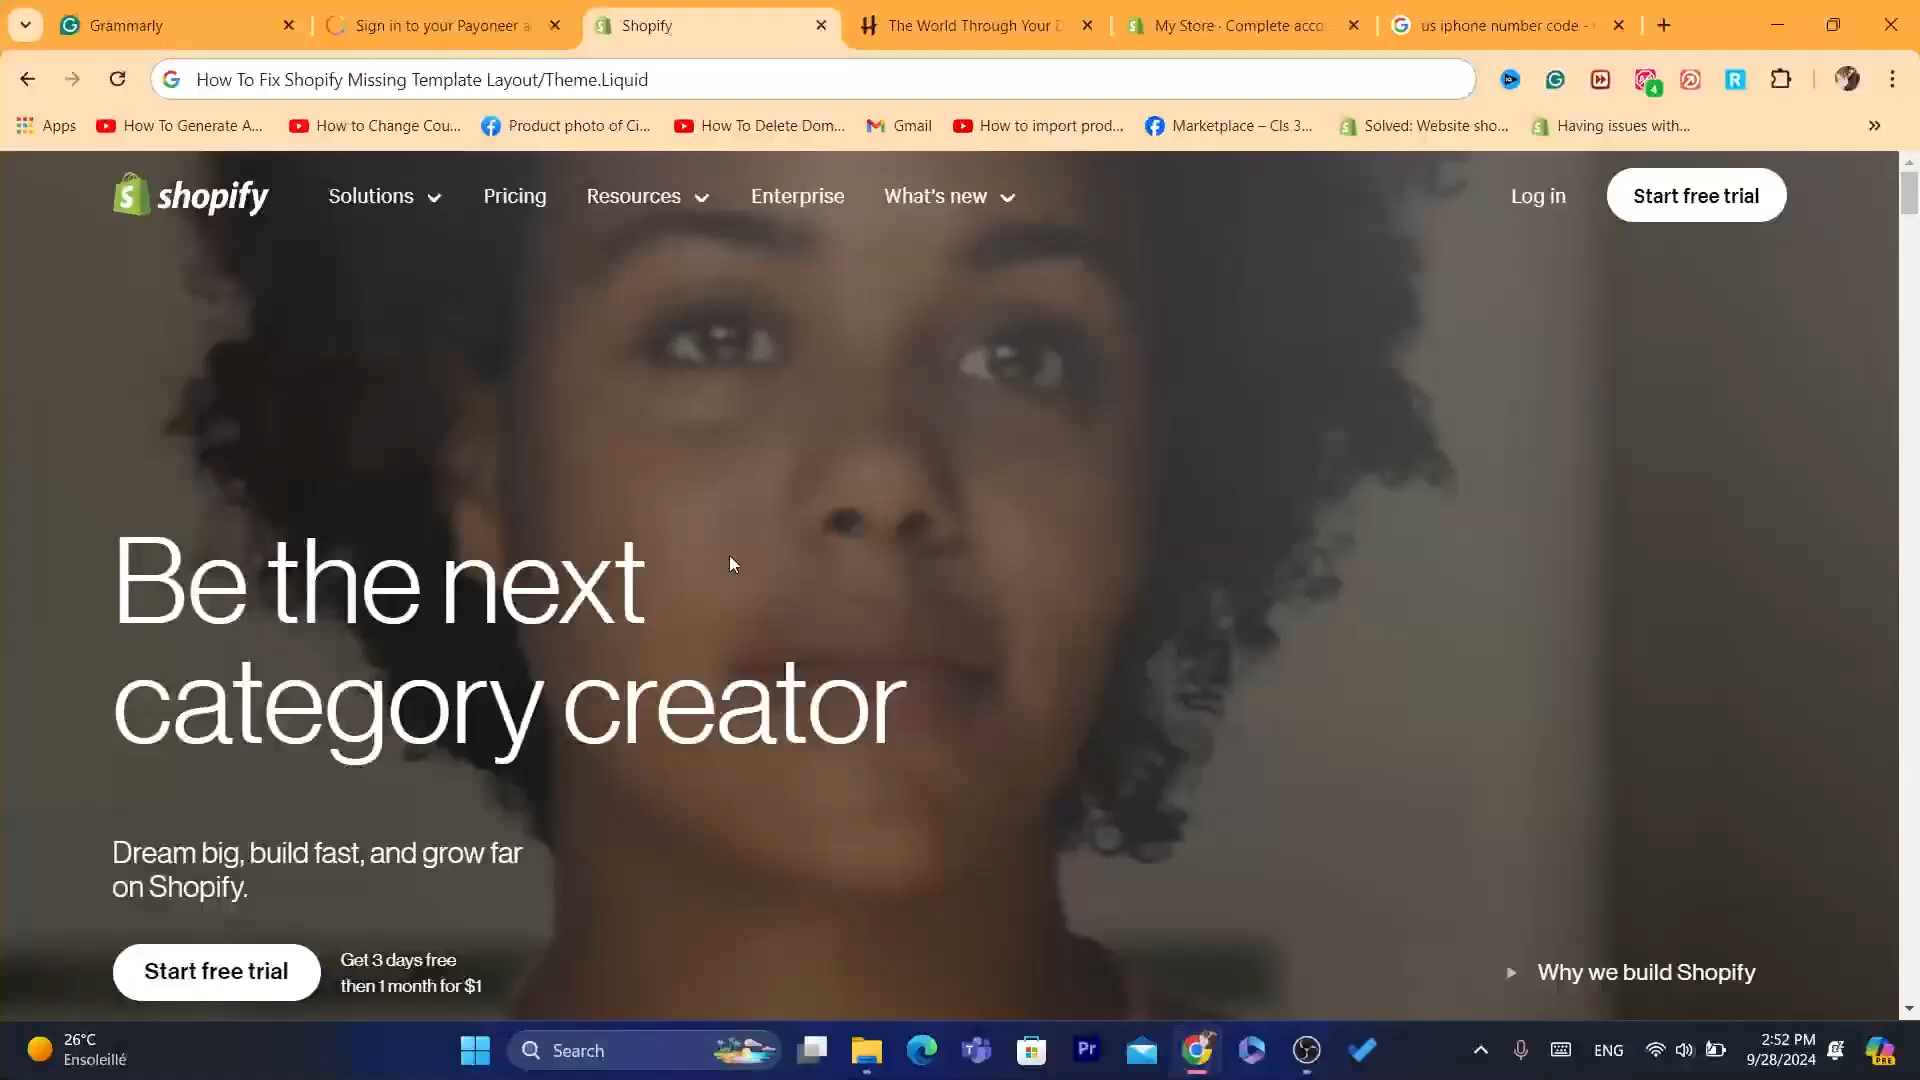 Grammarly
Sign in to your Payoneer a
Shopify
The World Through Your D
My Store · Complete acco
us iphone number code -
How To Fix Shopify Missing Template Layout/Theme.Liquid
4
Apps
How To Generate A...
How to Change Cou...
Product photo of Ci...
How To Delete Dom...
Gmail
How to import prod...
Marketplace – Cls 3...
Solved: Website sho...
Having issues with...
shopify
Solutions
Pricing
Resources
Enterprise
What's new
Log in
Start free trial
Be the next
category creator
Dream big, build fast, and grow far
on Shopify.
Start free trial
Get 3 days free
then 1 month for $1
Why we build Shopify
26°C
Ensoleillé
Search
Pr
ENG
2:52 PM
9/28/2024
PRE